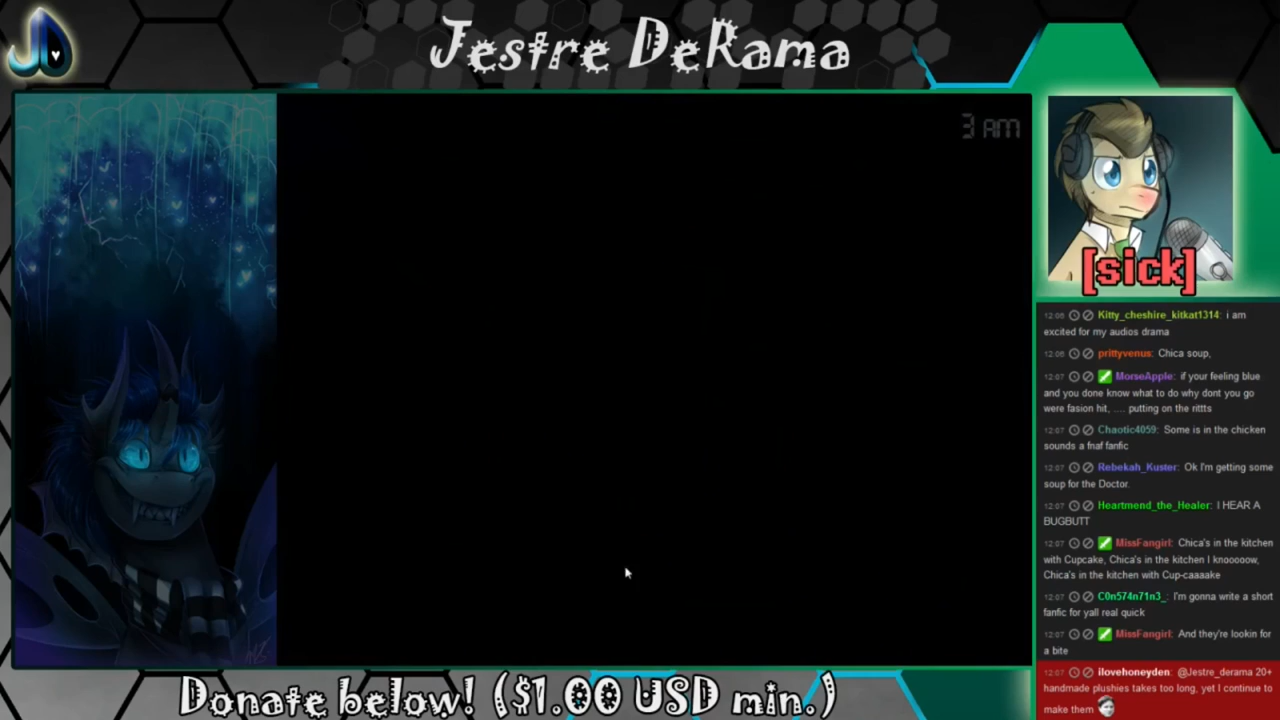 JD
Jestre DeRama
3 AM
[sick]
12:06 Kitty_cheshire_kitkat1314: i am
excited for my audios drama
12:06 prittyvenus: Chica soup,
12:07 MorseApple: if your feeling blue
and you done know what to do why dont you go
were fasion hit, .... putting on the rittts
12:07 Chaotic4059: Some is in the chicken
sounds a fnaf fanfic
12:07 Rebekah_Kuster: Ok I'm getting some
soup for the Doctor.
12:07 Heartmend_the_Healer: I HEAR A
BUGBUTT
12:07 MissFangirl: Chica's in the kitchen
with Cupcake, Chica's in the kitchen I knooooow,
Chica's in the kitchen with Cup-caaaake
12:07 C0n574n71n3_: I'm gonna write a short
fanfic for yall real quick
12:07 MissFangirl: And they're lookin for
a bite
12:07 ilovehoneyden: @Jestre_derama 20+
handmade plushies takes too long, yet I continue to
make them
Donate below! ($1.00 USD min.)